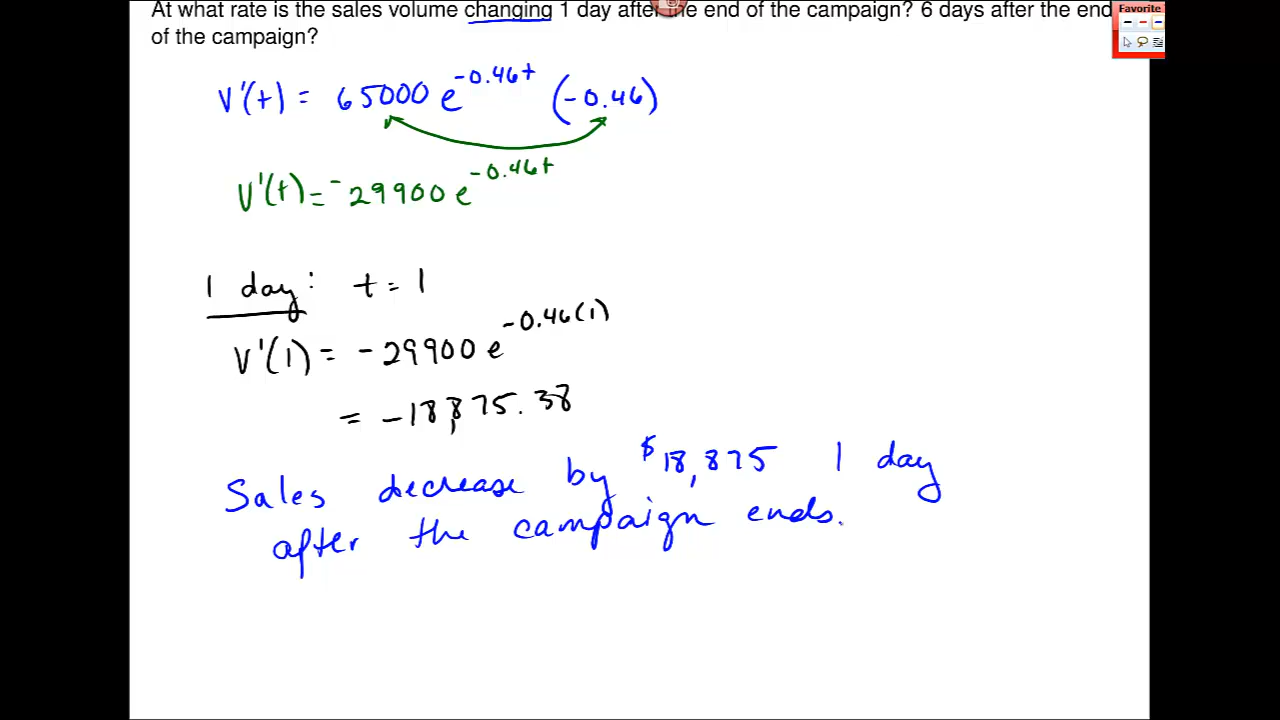 At what rate is the sales volume changing 1 day after the end of the campaign? 6 days after the end
of the campaign?
Favorite
V'(t) = 65000 e^-0.46t (-0.46)
V'(t) = -29900 e^-0.46t
1 day: t = 1
V'(1) = -29900 e^-0.46(1)
= -18,875.38
Sales decrease by $18,875 1 day
after the campaign ends.